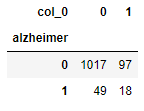 col_0 0 1
alzheimer
0 1017 97
1 49 18